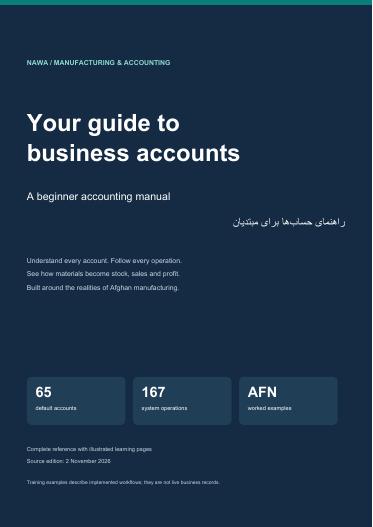 NAWA / MANUFACTURING & ACCOUNTING
Your guide to
business accounts
A beginner accounting manual
راهنمای حساب‌ها برای مبتدیان
Understand every account. Follow every operation.
See how materials become stock, sales and profit.
Built around the realities of Afghan manufacturing.
65
default accounts
167
system operations
AFN
worked examples
Complete reference with illustrated learning pages
Source edition: 2 November 2026
Training examples describe implemented workflows; they are not live business records.